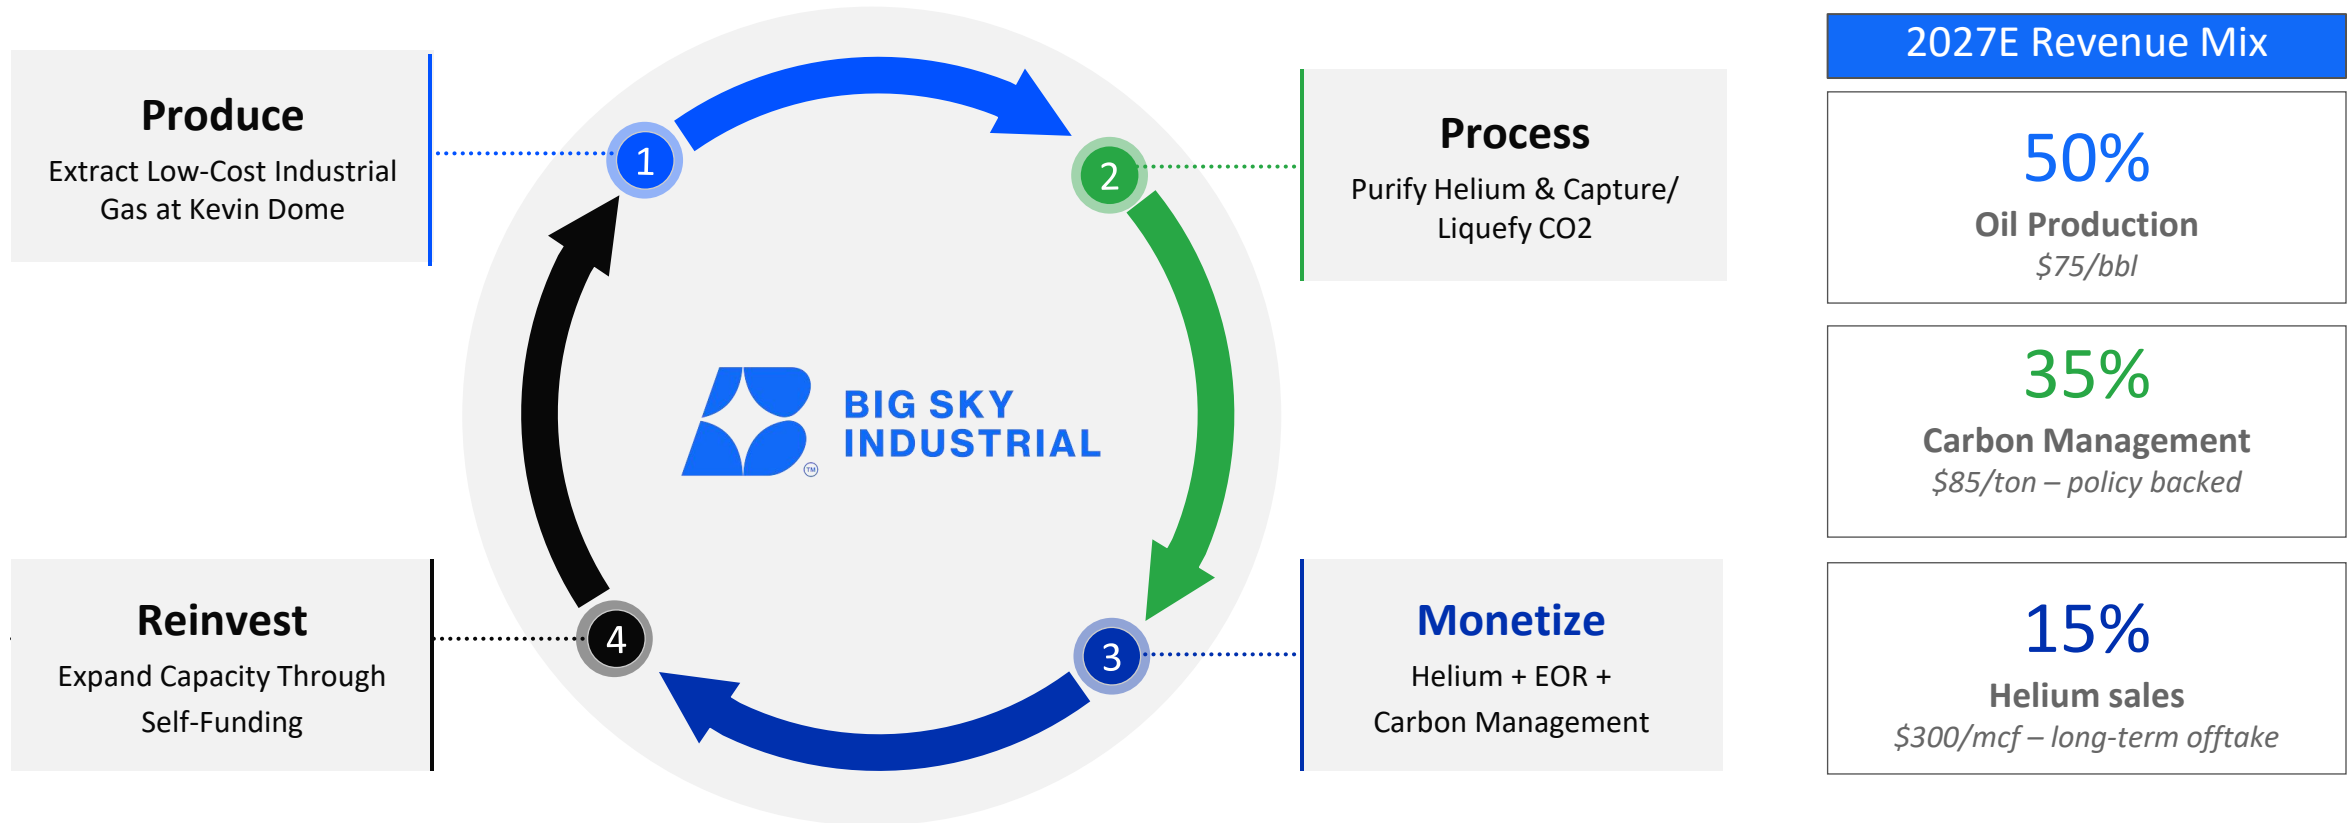 Produce
Extract Low-Cost Industrial
Gas at Kevin Dome
1
2
Process
Purify Helium & Capture/
Liquefy CO2
BIG SKY
INDUSTRIAL
TM
Reinvest
Expand Capacity Through
Self-Funding
4
3
Monetize
Helium + EOR +
Carbon Management
2027E Revenue Mix
50%
Oil Production
$75/bbl
35%
Carbon Management
$85/ton – policy backed
15%
Helium sales
$300/mcf – long-term offtake